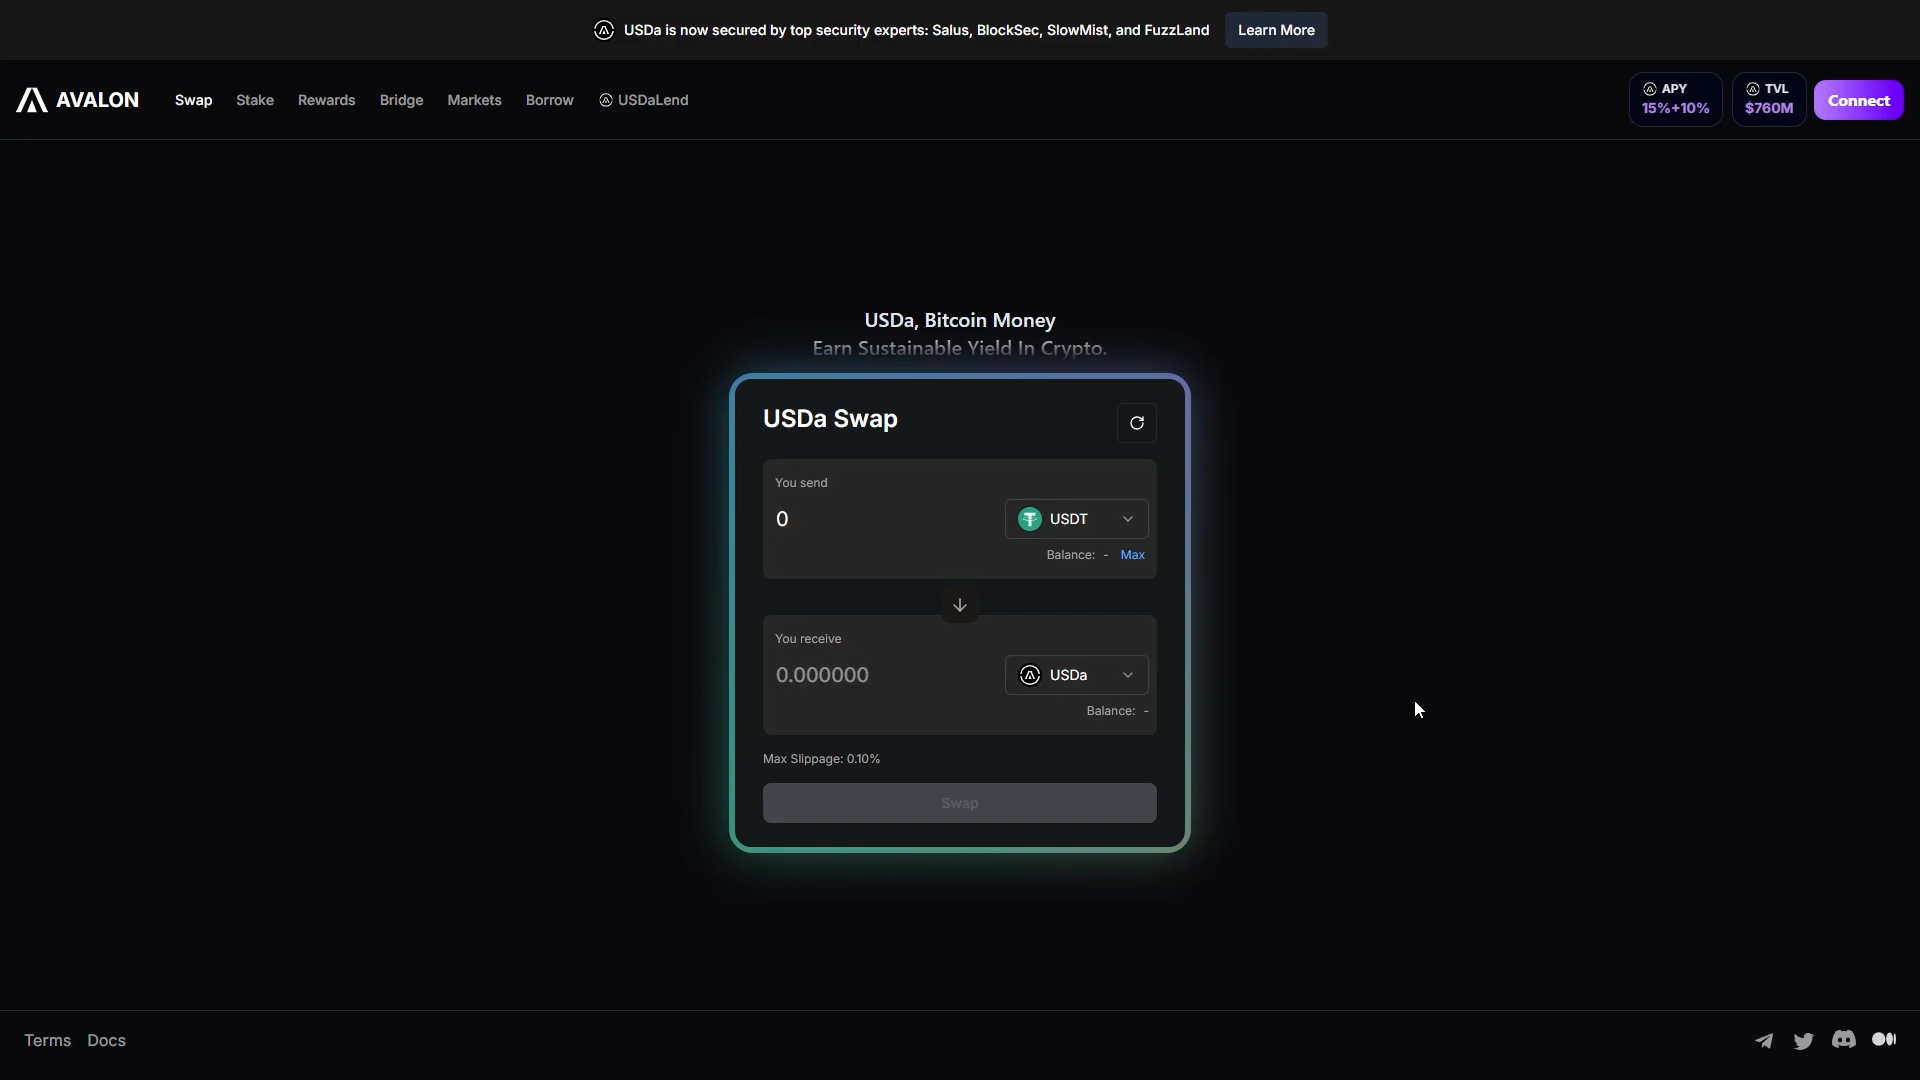 USDa is now secured by top security experts: Salus, BlockSec, SlowMist, and FuzzLand Learn More
AVALON Swap Stake Rewards Bridge Markets Borrow USDaLend
APY
15%+10%
TVL
$760M
Connect
USDa, Bitcoin Money
Earn Sustainable Yield In Crypto.
USDa Swap
You send
0 USDT
Balance: - Max
You receive
0.000000 USDa
Balance: -
Max Slippage: 0.10%
Swap
Terms Docs